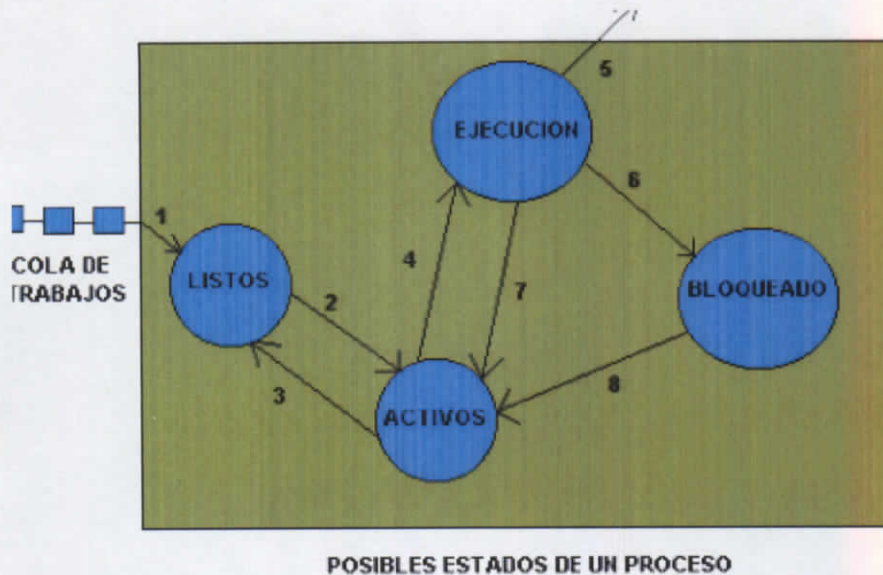 5
EJECUCION
6
1
COLA DE
TRABAJOS
LISTOS
4
BLOQUEADO
2
7
3
8
ACTIVOS
POSIBLES ESTADOS DE UN PROCESO